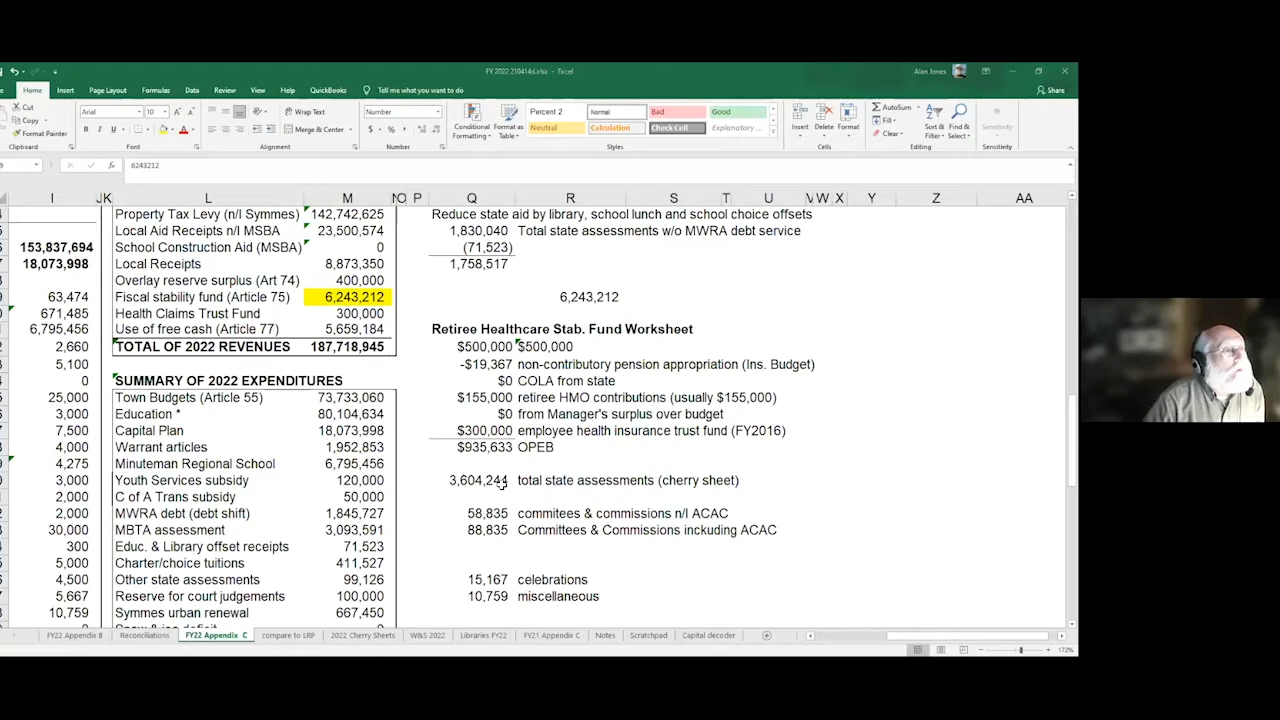 FY 2022 210414d.xlsx - Excel
Alan Jones
Home Insert Page Layout Formulas Data Review View Help QuickBooks Tell me what you want to do Share
Cut
Copy
Format Painter
Clipboard
Arial 10
B I U
Font
Wrap Text
Merge & Center
Alignment
Number
$ % ,
Number
Conditional Formatting
Format as Table
Percent 2 Normal Bad Good
Neutral Calculation Check Cell Explanatory ...
Styles
Insert Delete Format
Cells
AutoSum
Fill
Clear
Sort & Filter
Find & Select
Editing
Sensitivity
Sensitivity
6243212
I J K L M N O P Q R S T U V W X Y Z AA
Property Tax Levy (n/l Symmes) 142,742,625 Reduce state aid by library, school lunch and school choice offsets
Local Aid Receipts n/l MSBA 23,500,574 1,830,040 Total state assessments w/o MWRA debt service
153,837,694 School Construction Aid (MSBA) 0 (71,523)
18,073,998 Local Receipts 8,873,350 1,758,517
Overlay reserve surplus (Art 74) 400,000
63,474 Fiscal stability fund (Article 75) 6,243,212 6,243,212
671,485 Health Claims Trust Fund 300,000
6,795,456 Use of free cash (Article 77) 5,659,184 Retiree Healthcare Stab. Fund Worksheet
2,660 TOTAL OF 2022 REVENUES 187,718,945 $500,000 $500,000
5,100 -$19,367 non-contributory pension appropriation (Ins. Budget)
0 SUMMARY OF 2022 EXPENDITURES $0 COLA from state
25,000 Town Budgets (Article 55) 73,733,060 $155,000 retiree HMO contributions (usually $155,000)
3,000 Education * 80,104,634 $0 from Manager's surplus over budget
7,500 Capital Plan 18,073,998 $300,000 employee health insurance trust fund (FY2016)
4,000 Warrant articles 1,952,853 $935,633 OPEB
4,275 Minuteman Regional School 6,795,456
3,000 Youth Services subsidy 120,000 3,604,244 total state assessments (cherry sheet)
2,000 C of A Trans subsidy 50,000
2,000 MWRA debt (debt shift) 1,845,727 58,835 commitees & commissions n/l ACAC
30,000 MBTA assessment 3,093,591 88,835 Committees & Commissions including ACAC
300 Educ. & Library offset receipts 71,523
5,000 Charter/choice tuitions 411,527
4,500 Other state assessments 99,126 15,167 celebrations
5,667 Reserve for court judgements 100,000 10,759 miscellaneous
10,759 Symmes urban renewal 667,450
FY22 Appendix B Reconciliations FY22 Appendix C compare to LRP 2022 Cherry Sheets W&S 2022 Libraries FY22 FY21 Appendix C Notes Scratchpad Capital decoder
172%